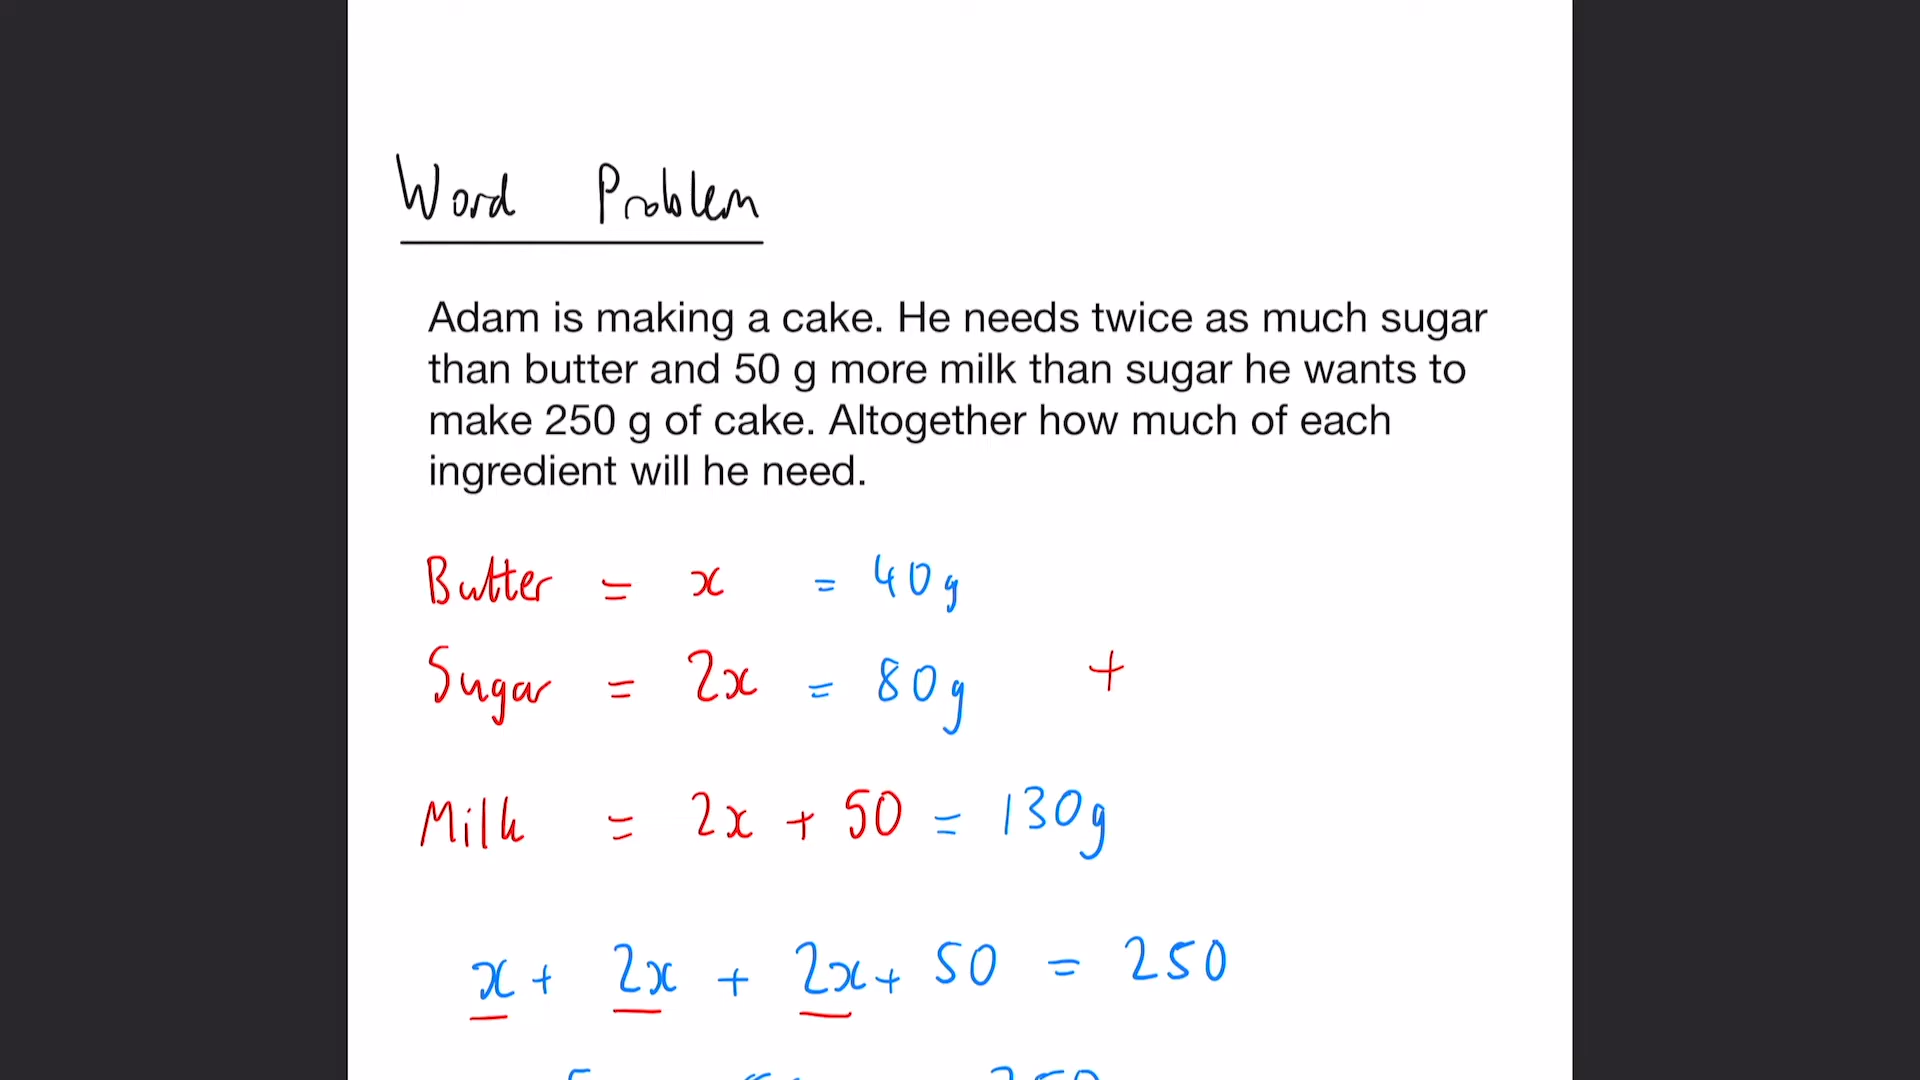 Word Problem
Adam is making a cake. He needs twice as much sugar
than butter and 50 g more milk than sugar he wants to
make 250 g of cake. Altogether how much of each
ingredient will he need.
Butter = x = 40g
Sugar = 2x = 80g +
Milk = 2x + 50 = 130g
x + 2x + 2x + 50 = 250